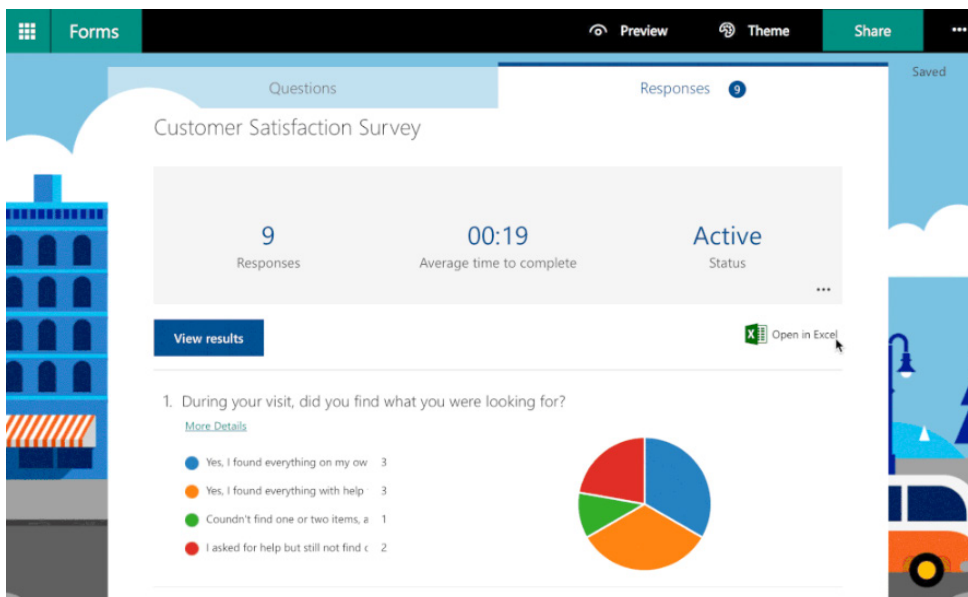 Forms
Preview
Theme
Share
Saved
Questions
Responses 9
Customer Satisfaction Survey
9
Responses
00:19
Average time to complete
Active
Status
View results
Open in Excel
1. During your visit, did you find what you were looking for?
More Details
Yes, I found everything on my ow 3
Yes, I found everything with help 3
Coundn't find one or two items, a 1
I asked for help but still not find c 2